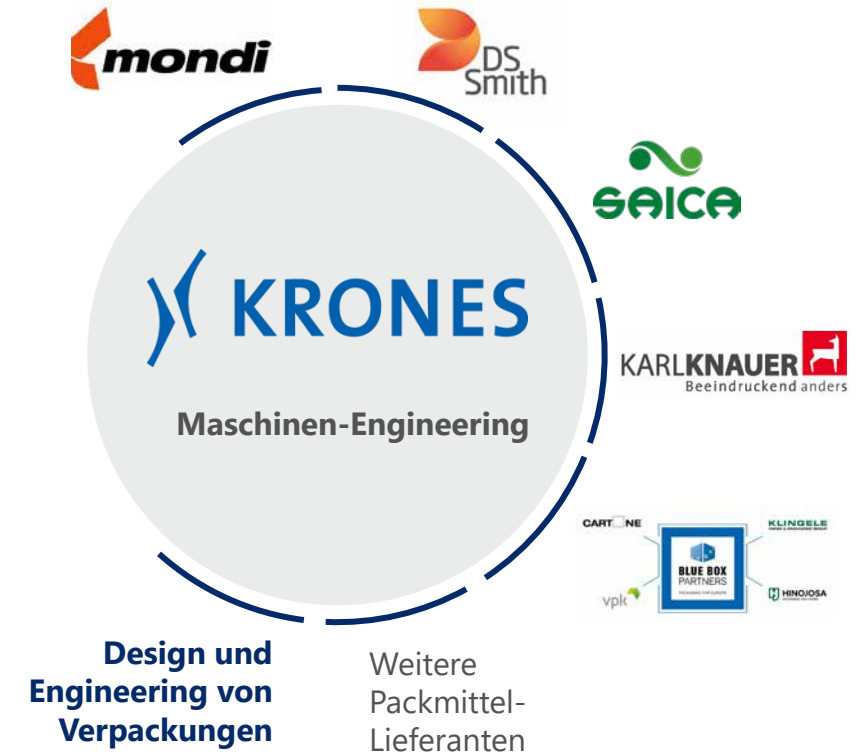 mondi
DS
Smith
SAICA
KRONES
KARLKNAUER
Beeindruckend anders
Maschinen-Engineering
CARTONE
KLINGELE
BLUE BOX
PARTNERS
vpk
HINOJOSA
Design und
Engineering von
Verpackungen
Weitere
Packmittel-
Lieferanten